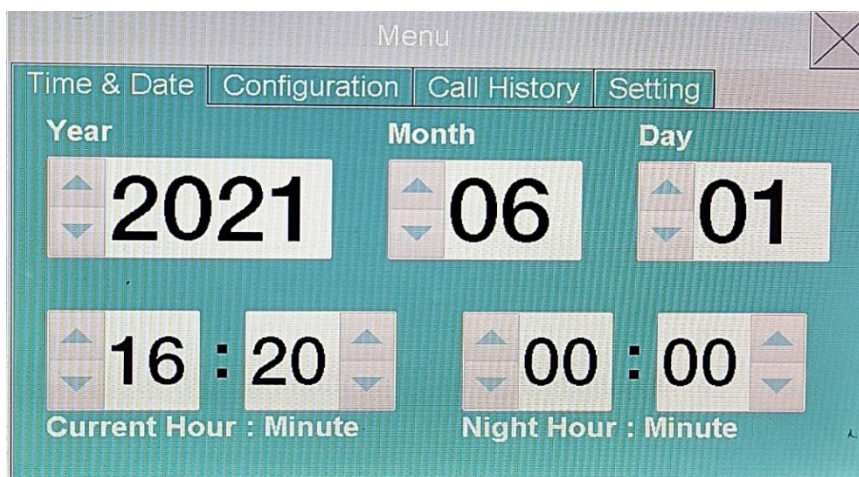 Menu
Time & Date Configuration Call History Setting
Year Month Day
2021 06 01
16 : 20 00 : 00
Current Hour : Minute Night Hour : Minute